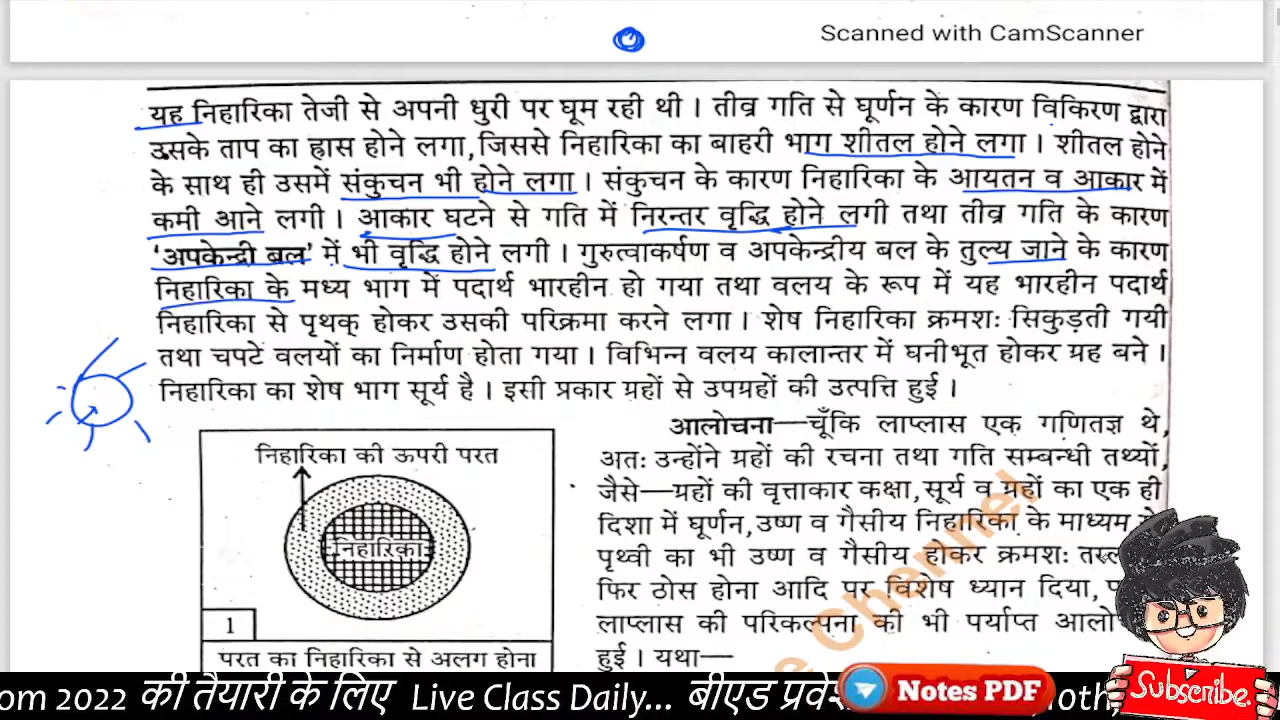 Scanned with CamScanner
यह निहारिका तेजी से अपनी धुरी पर घूम रही थी । तीव्र गति से घूर्णन के कारण विकिरण द्वारा
उसके ताप का ह्रास होने लगा, जिससे निहारिका का बाहरी भाग शीतल होने लगा । शीतल होने
के साथ ही उसमें संकुचन भी होने लगा । संकुचन के कारण निहारिका के आयतन व आकार में
कमी आने लगी । आकार घटने से गति में निरन्तर वृद्धि होने लगी तथा तीव्र गति के कारण
‘अपकेन्द्री बल’ में भी वृद्धि होने लगी । गुरुत्वाकर्षण व अपकेन्द्रीय बल के तुल्य जाने के कारण
निहारिका के मध्य भाग में पदार्थ भारहीन हो गया तथा वलय के रूप में यह भारहीन पदार्थ
निहारिका से पृथक् होकर उसकी परिक्रमा करने लगा । शेष निहारिका क्रमशः सिकुड़ती गयी
तथा चपटे वलयों का निर्माण होता गया । विभिन्न वलय कालान्तर में घनीभूत होकर ग्रह बने ।
निहारिका का शेष भाग सूर्य है । इसी प्रकार ग्रहों से उपग्रहों की उत्पत्ति हुई ।
आलोचना—चूँकि लाप्लास एक गणितज्ञ थे,
अतः उन्होंने ग्रहों की रचना तथा गति सम्बन्धी तथ्यों,
जैसे—ग्रहों की वृत्ताकार कक्षा, सूर्य व ग्रहों का एक ही
दिशा में घूर्णन, उष्ण व गैसीय निहारिका के माध्यम
पृथ्वी का भी उष्ण व गैसीय होकर क्रमशः
फिर ठोस होना आदि पर विशेष ध्यान दिया,
लाप्लास की परिकल्पना की भी पर्याप्त
हुई । यथा—
निहारिका की ऊपरी परत
निहारिका
1
परत का निहारिका से अलग होना
Channel
om 2022 की तैयारी के लिए Live Class Daily... बीएड
Notes PDF
Subscribe.